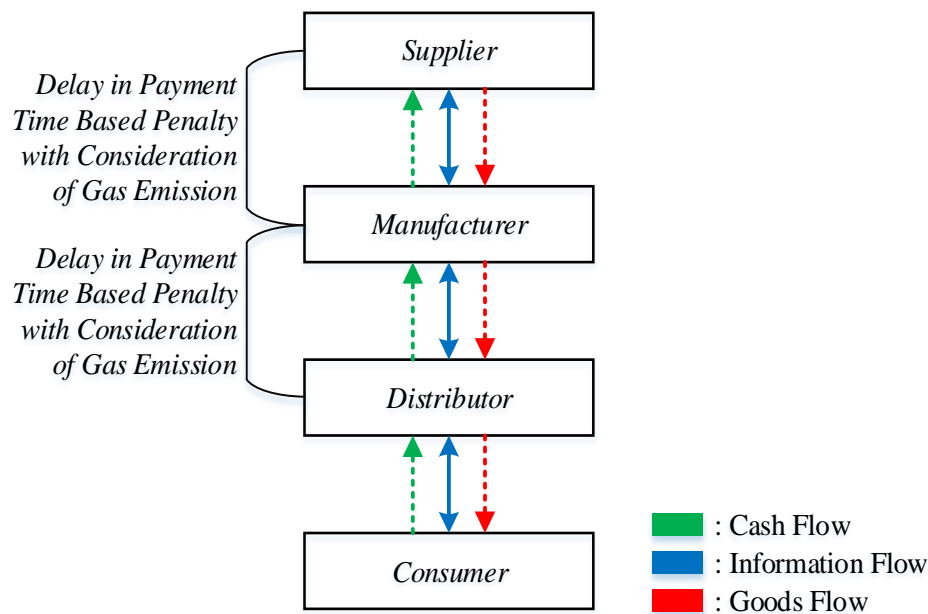 Supplier
Delay in Payment
Time Based Penalty
with Consideration
of Gas Emission
Manufacturer
Delay in Payment
Time Based Penalty
with Consideration
of Gas Emission
Distributor
Consumer
: Cash Flow
: Information Flow
: Goods Flow